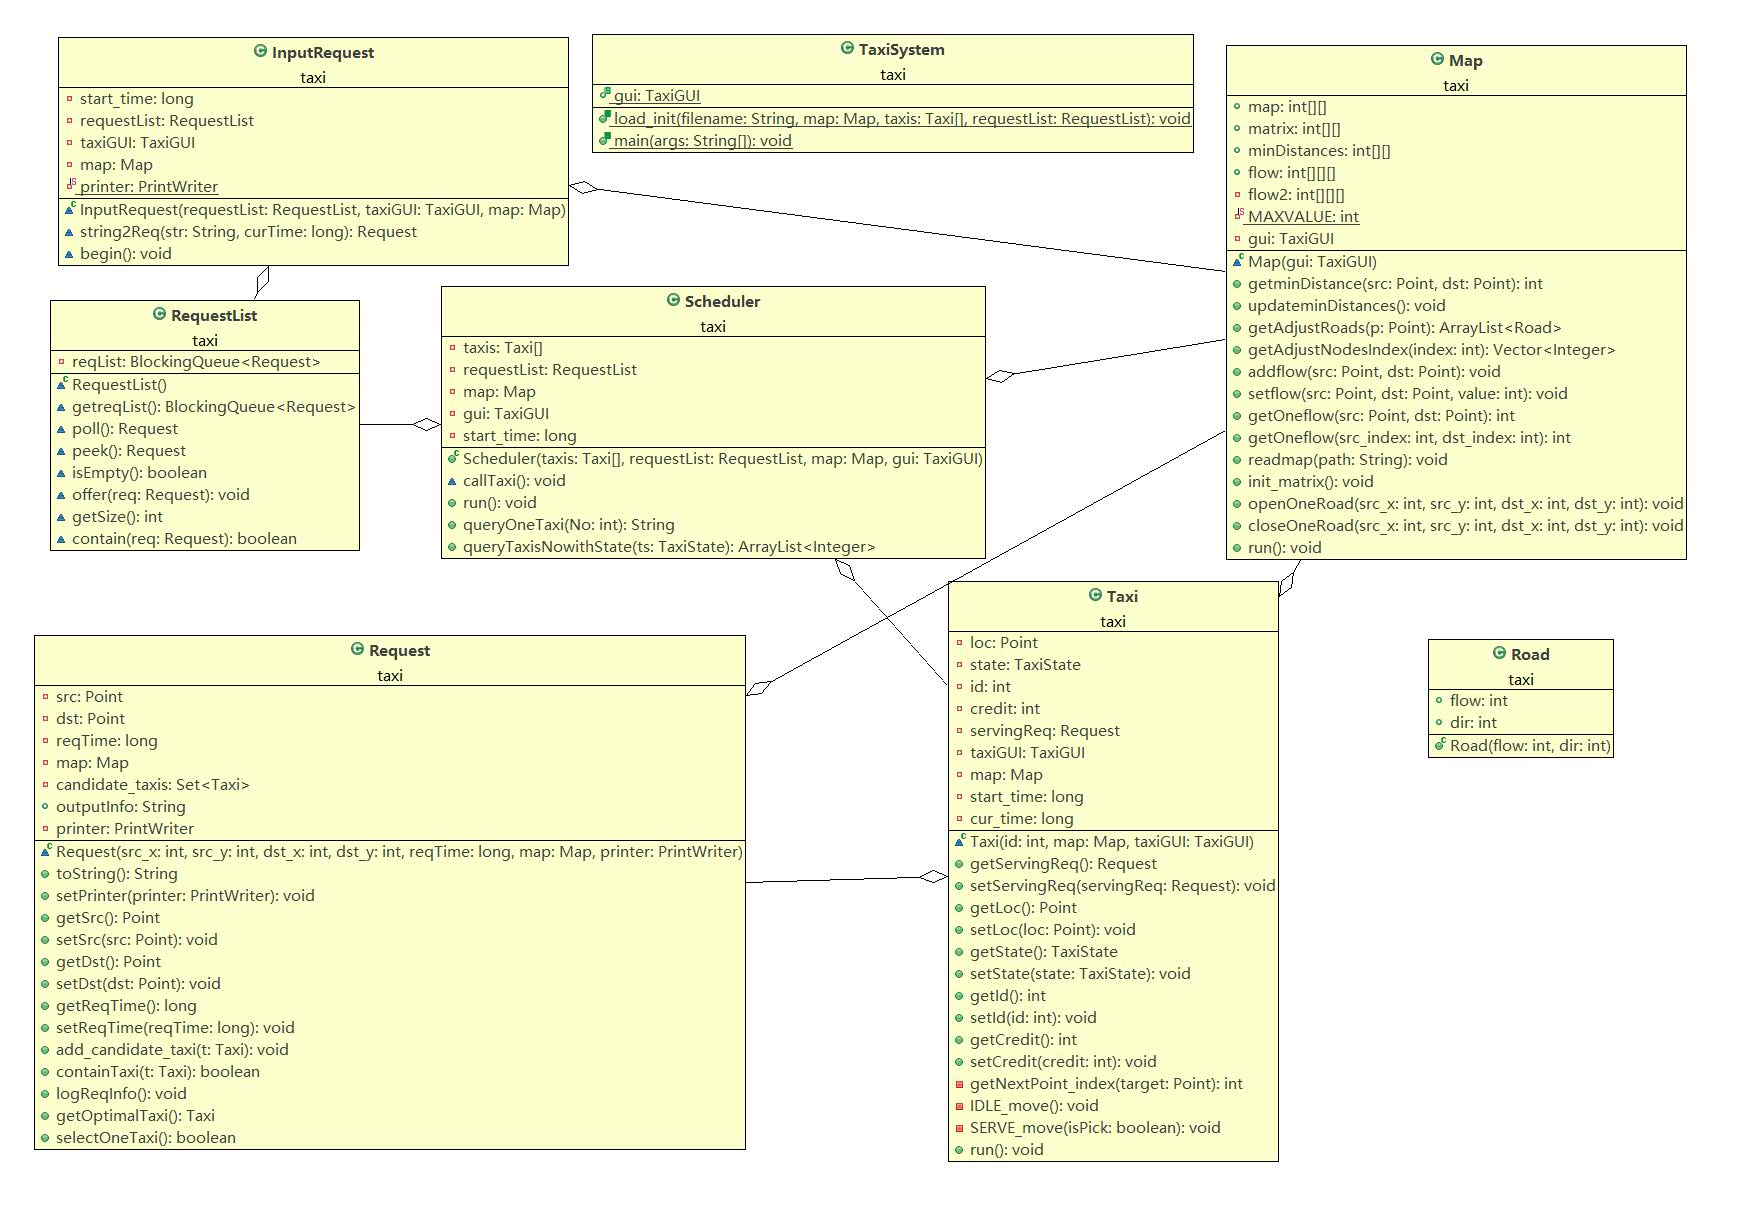 InputRequest
taxi
start_time: long
requestList: RequestList
taxiGUI: TaxiGUI
map: Map
printer: PrintWriter
InputRequest(requestList: RequestList, taxiGUI: TaxiGUI, map: Map)
string2Req(str: String, curTime: long): Request
begin(): void
TaxiSystem
taxi
gui: TaxiGUI
load_init(filename: String, map: Map, taxis: Taxi[], requestList: RequestList): void
main(args: String[]): void
Map
taxi
map: int[][]
matrix: int[][]
minDistances: int[][]
flow: int[][][]
flow2: int[][][]
MAXVALUE: int
gui: TaxiGUI
Map(gui: TaxiGUI)
getminDistance(src: Point, dst: Point): int
updateminDistances(): void
getAdjustRoads(p: Point): ArrayList<Road>
getAdjustNodesIndex(index: int): Vector<Integer>
addflow(src: Point, dst: Point): void
setflow(src: Point, dst: Point, value: int): void
getOneflow(src: Point, dst: Point): int
getOneflow(src_index: int, dst_index: int): int
readmap(path: String): void
init_matrix(): void
openOneRoad(src_x: int, src_y: int, dst_x: int, dst_y: int): void
closeOneRoad(src_x: int, src_y: int, dst_x: int, dst_y: int): void
run(): void
RequestList
taxi
reqList: BlockingQueue<Request>
RequestList()
getreqList(): BlockingQueue<Request>
poll(): Request
peek(): Request
isEmpty(): boolean
offer(req: Request): void
getSize(): int
contain(req: Request): boolean
Scheduler
taxi
taxis: Taxi[]
requestList: RequestList
map: Map
gui: TaxiGUI
start_time: long
Scheduler(taxis: Taxi[], requestList: RequestList, map: Map, gui: TaxiGUI)
callTaxi(): void
run(): void
queryOneTaxi(No: int): String
queryTaxisNowithState(ts: TaxiState): ArrayList<Integer>
Request
taxi
src: Point
dst: Point
reqTime: long
map: Map
candidate_taxis: Set<Taxi>
outputInfo: String
printer: PrintWriter
Request(src_x: int, src_y: int, dst_x: int, dst_y: int, reqTime: long, map: Map, printer: PrintWriter)
toString(): String
setPrinter(printer: PrintWriter): void
getSrc(): Point
setSrc(src: Point): void
getDst(): Point
setDst(dst: Point): void
getReqTime(): long
setReqTime(reqTime: long): void
add_candidate_taxi(t: Taxi): void
containTaxi(t: Taxi): boolean
logReqInfo(): void
getOptimalTaxi(): Taxi
selectOneTaxi(): boolean
Taxi
taxi
loc: Point
state: TaxiState
id: int
credit: int
servingReq: Request
taxiGUI: TaxiGUI
map: Map
start_time: long
cur_time: long
Taxi(id: int, map: Map, taxiGUI: TaxiGUI)
getServingReq(): Request
setServingReq(servingReq: Request): void
getLoc(): Point
setLoc(loc: Point): void
getState(): TaxiState
setState(state: TaxiState): void
getId(): int
setId(id: int): void
getCredit(): int
setCredit(credit: int): void
getNextPoint_index(target: Point): int
IDLE_move(): void
SERVE_move(isPick: boolean): void
run(): void
Road
taxi
flow: int
dir: int
Road(flow: int, dir: int)